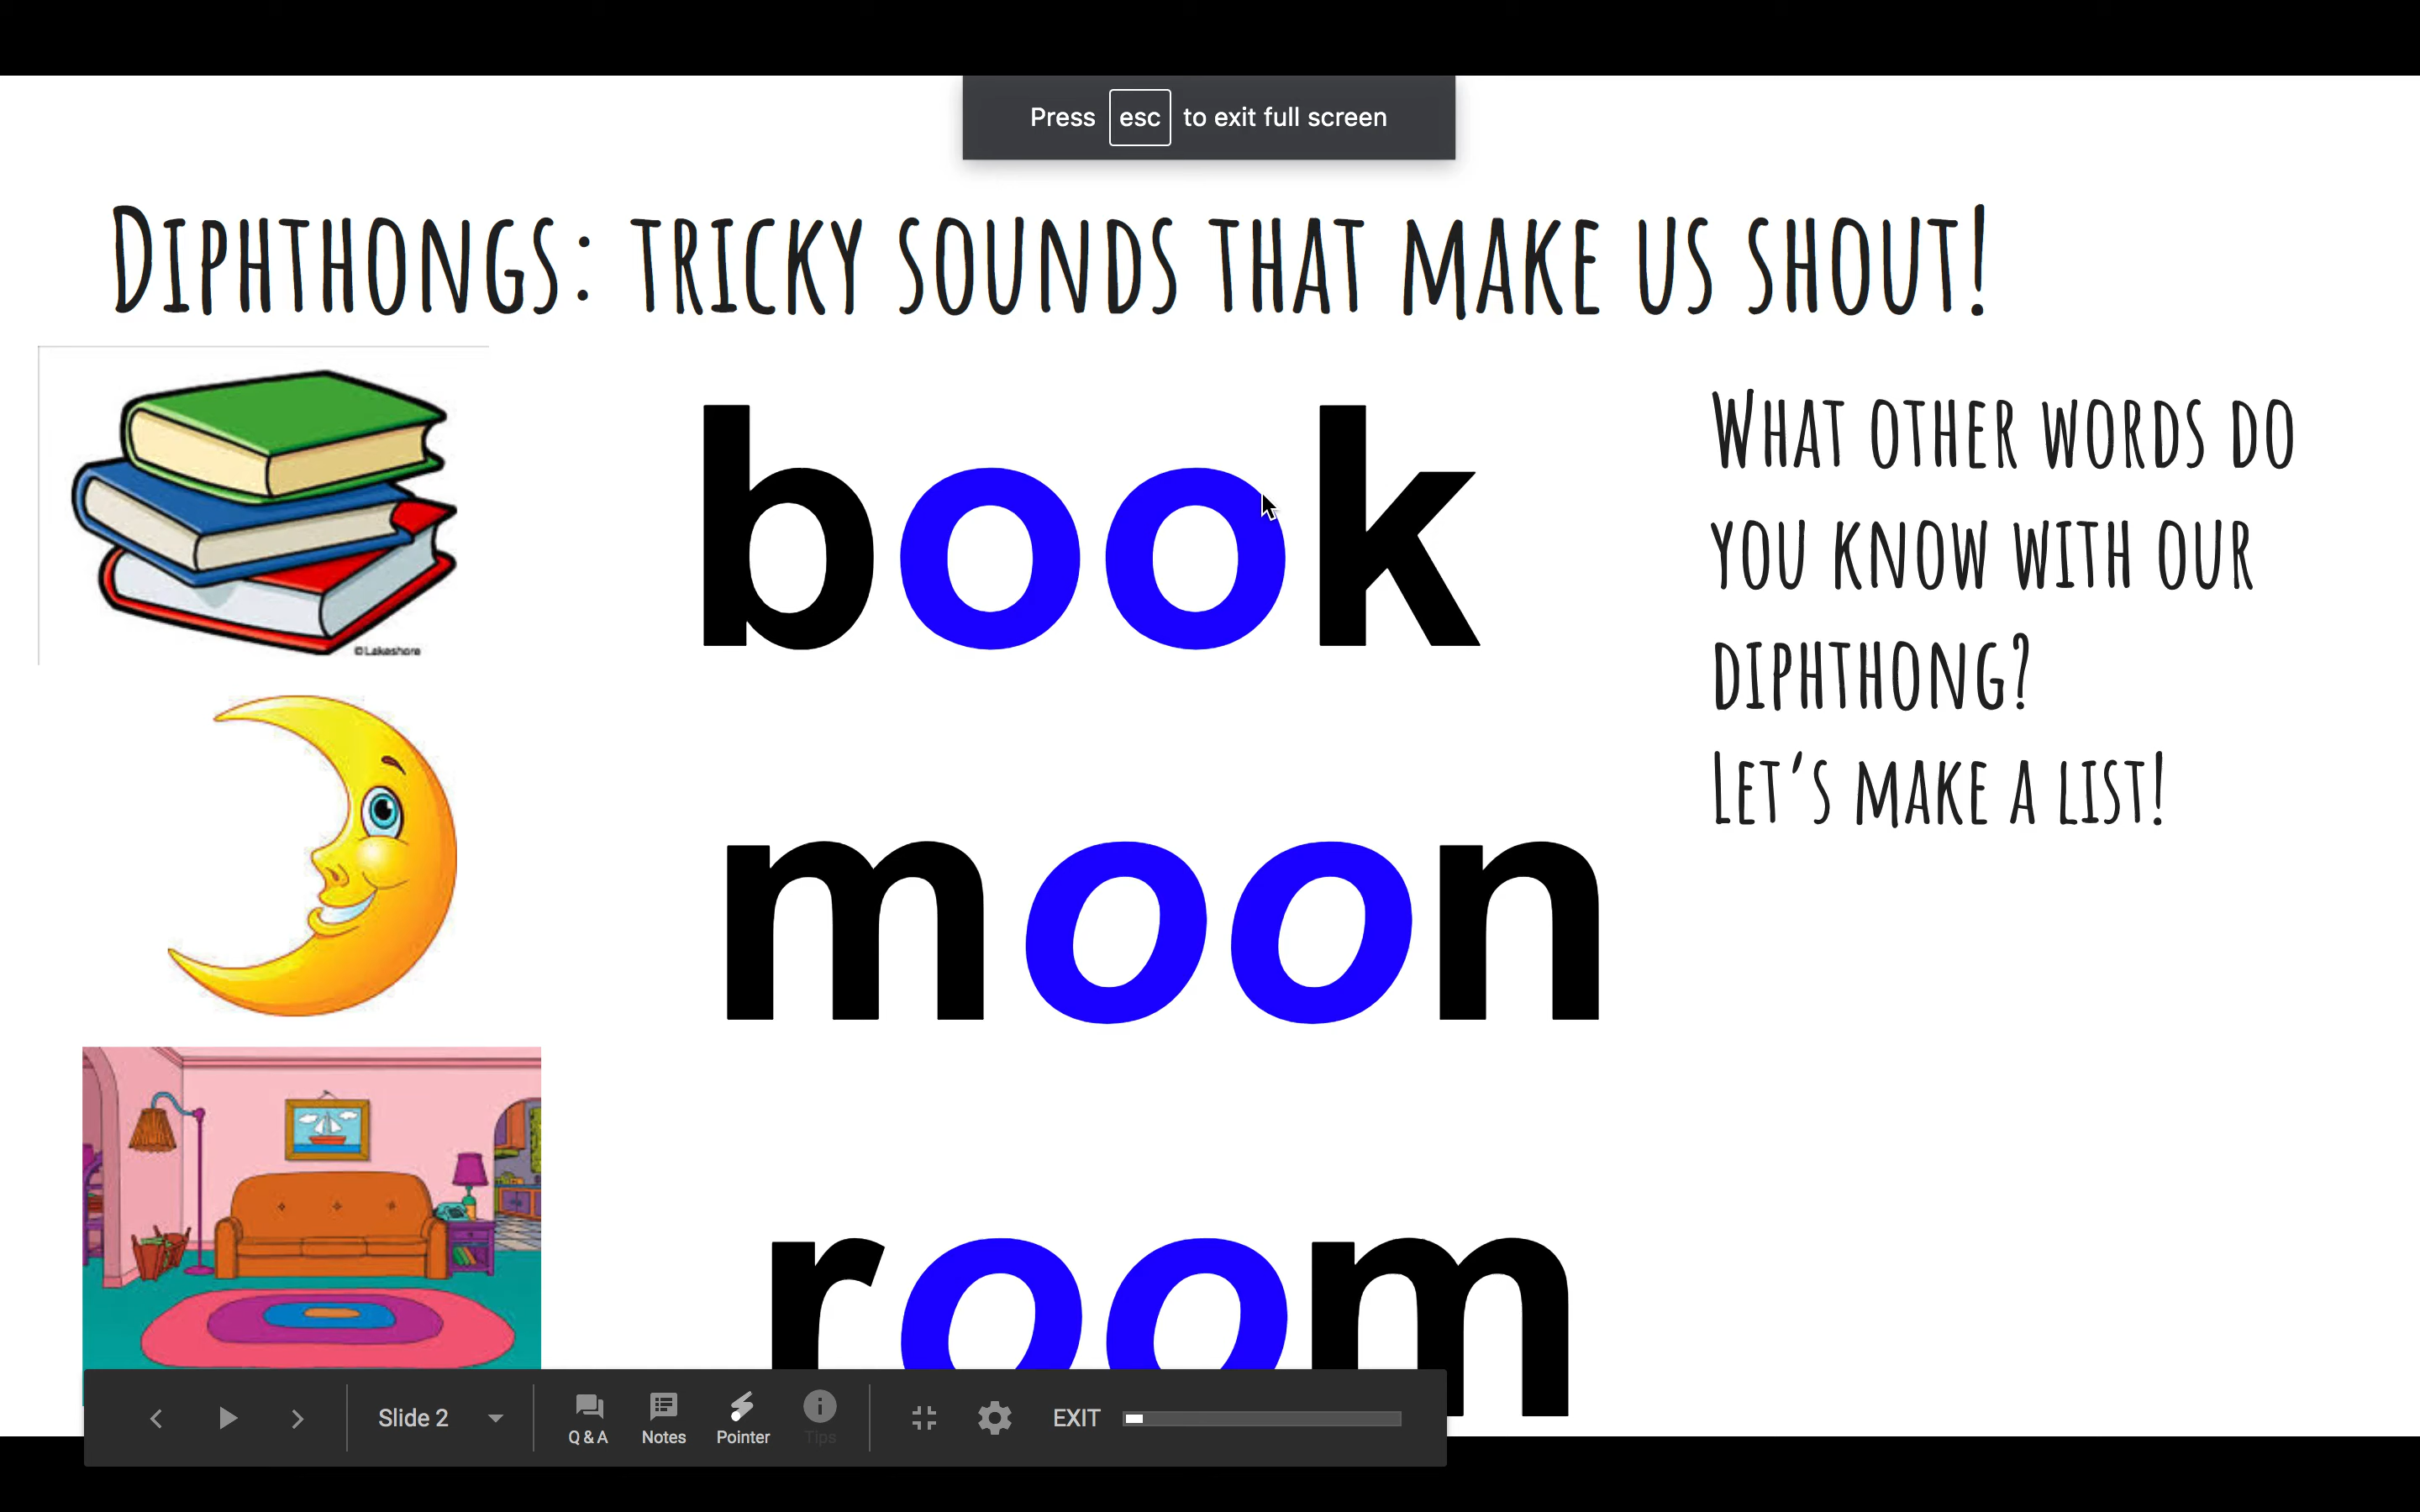 Press esc to exit full screen
Diphthongs: tricky sounds that make us shout!
What other words do
you know with our
diphthong?
Let's make a list!
book
©Lakeshore
moon
room
Slide 2
Q & A
Notes
Pointer
Tips
EXIT